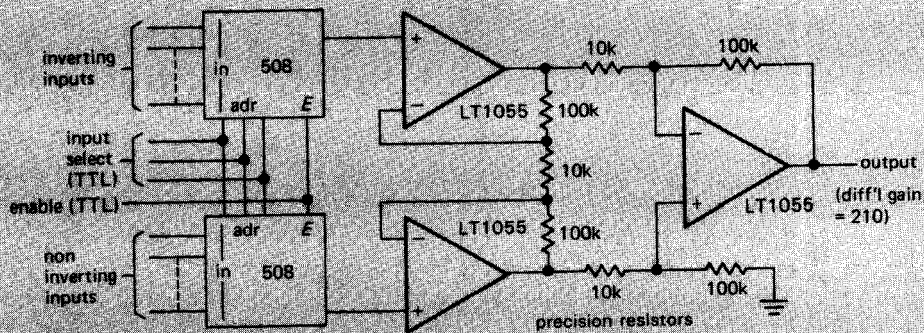 inverting
inputs
in
508
adr
E
input
select
(TTL)
enable (TTL)
adr
E
in
508
non
inverting
inputs
+
−
LT1055
10k
100k
100k
10k
100k
−
+
LT1055
10k
100k
−
+
LT1055
output
(diff'l gain
= 210)
precision resistors